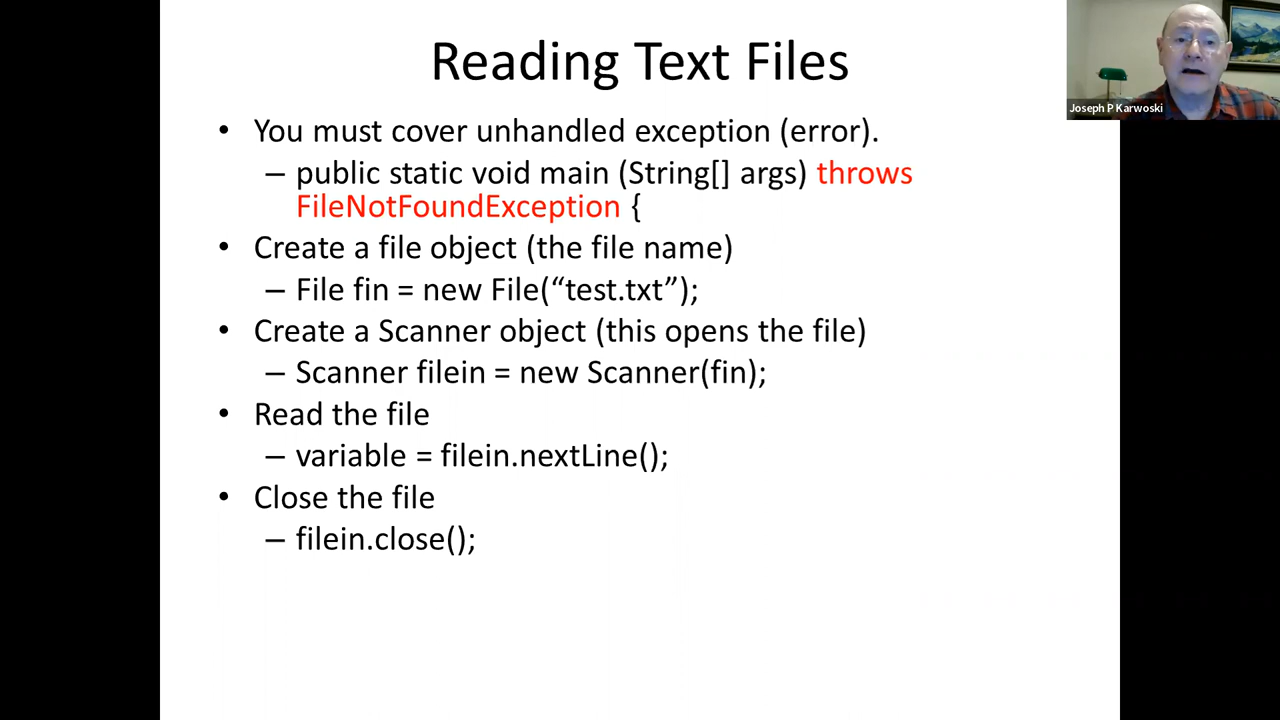 Reading Text Files
Joseph P Karwoski
• You must cover unhandled exception (error).
– public static void main (String[] args) throws
FileNotFoundException {
• Create a file object (the file name)
– File fin = new File(“test.txt”);
• Create a Scanner object (this opens the file)
– Scanner filein = new Scanner(fin);
• Read the file
– variable = filein.nextLine();
• Close the file
– filein.close();